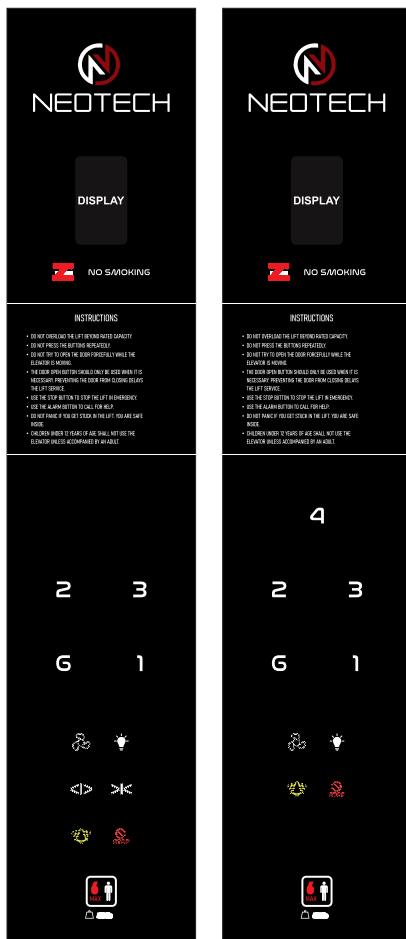 NEOTECH
DISPLAY
NO SMOKING
INSTRUCTIONS
• DO NOT OVERLOAD THE LIFT BEYOND RATED CAPACITY.
• DO NOT PRESS THE BUTTONS REPEATEDLY.
• DO NOT TRY TO OPEN THE DOOR FORCEFULLY WHILE THE
ELEVATOR IS MOVING.
• THE DOOR OPEN BUTTON SHOULD ONLY BE USED WHEN IT IS
NECESSARY. PREVENTING THE DOOR FROM CLOSING DELAYS
THE LIFT SERVICE.
• USE THE STOP BUTTON TO STOP THE LIFT IN EMERGENCY.
• USE THE ALARM BUTTON TO CALL FOR HELP.
• DO NOT PANIC IF YOU GET STUCK IN THE LIFT. YOU ARE SAFE
INSIDE.
• CHILDREN UNDER 12 YEARS OF AGE SHALL NOT USE THE
ELEVATOR UNLESS ACCOMPANIED BY AN ADULT.
2 3
G 1
<|> >|<
6
MAX
NEOTECH
DISPLAY
NO SMOKING
INSTRUCTIONS
• DO NOT OVERLOAD THE LIFT BEYOND RATED CAPACITY.
• DO NOT PRESS THE BUTTONS REPEATEDLY.
• DO NOT TRY TO OPEN THE DOOR FORCEFULLY WHILE THE
ELEVATOR IS MOVING.
• THE DOOR OPEN BUTTON SHOULD ONLY BE USED WHEN IT IS
NECESSARY. PREVENTING THE DOOR FROM CLOSING DELAYS
THE LIFT SERVICE.
• USE THE STOP BUTTON TO STOP THE LIFT IN EMERGENCY.
• USE THE ALARM BUTTON TO CALL FOR HELP.
• DO NOT PANIC IF YOU GET STUCK IN THE LIFT. YOU ARE SAFE
INSIDE.
• CHILDREN UNDER 12 YEARS OF AGE SHALL NOT USE THE
ELEVATOR UNLESS ACCOMPANIED BY AN ADULT.
4
2 3
G 1
6
MAX